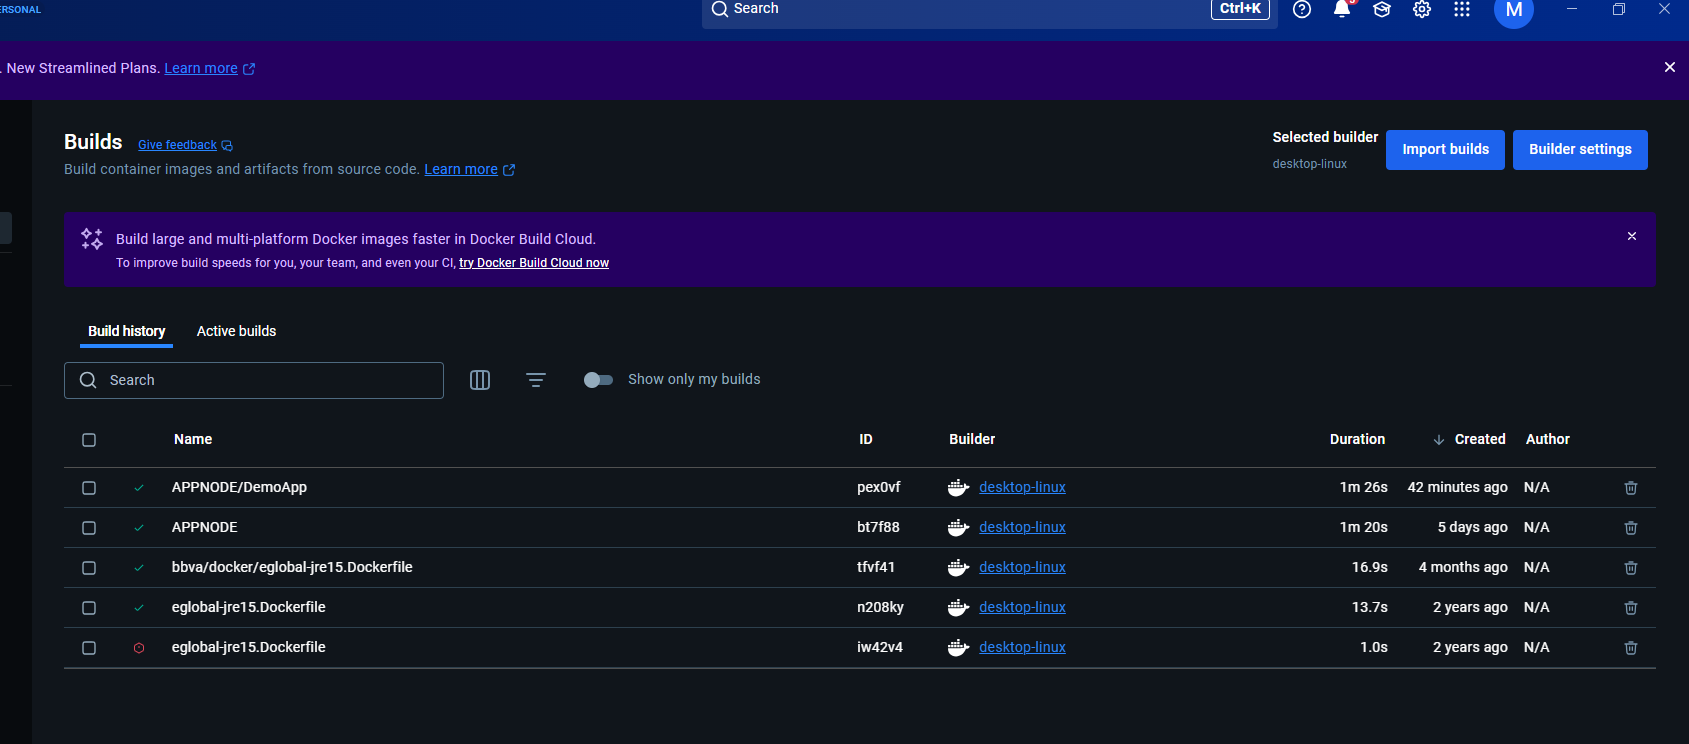 ERSONAL
Search
Ctrl+K
M
. New Streamlined Plans. Learn more
Builds Give feedback
Build container images and artifacts from source code. Learn more
Selected builder
desktop-linux
Import builds
Builder settings
Build large and multi-platform Docker images faster in Docker Build Cloud.
To improve build speeds for you, your team, and even your CI, try Docker Build Cloud now
Build history Active builds
Search
Show only my builds
Name ID Builder Duration Created Author
APPNODE/DemoApp pex0vf desktop-linux 1m 26s 42 minutes ago N/A
APPNODE bt7f88 desktop-linux 1m 20s 5 days ago N/A
bbva/docker/eglobal-jre15.Dockerfile tfvf41 desktop-linux 16.9s 4 months ago N/A
eglobal-jre15.Dockerfile n208ky desktop-linux 13.7s 2 years ago N/A
eglobal-jre15.Dockerfile iw42v4 desktop-linux 1.0s 2 years ago N/A